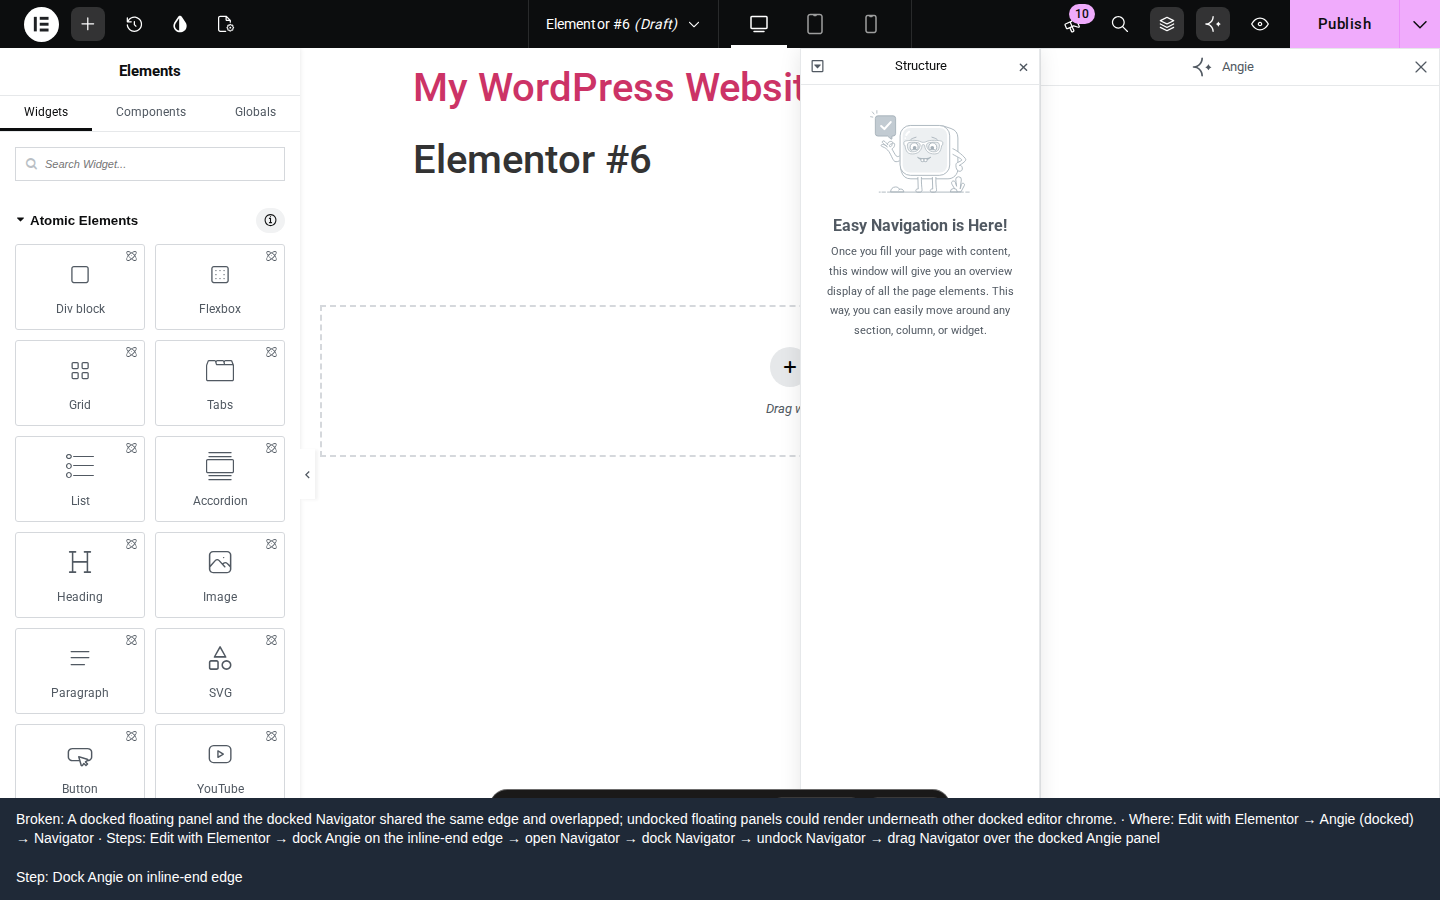 Elementor #6 (Draft)
10
Publish
Elements
Structure
Angie
Widgets
Components
Globals
Search Widget...
My WordPress Websit
Elementor #6
Atomic Elements
Div block
Flexbox
Grid
Tabs
List
Accordion
Heading
Image
Paragraph
SVG
Button
YouTube
Drag w
Easy Navigation is Here!
Once you fill your page with content,
this window will give you an overview
display of all the page elements. This
way, you can easily move around any
section, column, or widget.
Broken: A docked floating panel and the docked Navigator shared the same edge and overlapped; undocked floating panels could render underneath other docked editor chrome. · Where: Edit with Elementor → Angie (docked)
→ Navigator · Steps: Edit with Elementor → dock Angie on the inline-end edge → open Navigator → dock Navigator → undock Navigator → drag Navigator over the docked Angie panel
Step: Dock Angie on inline-end edge